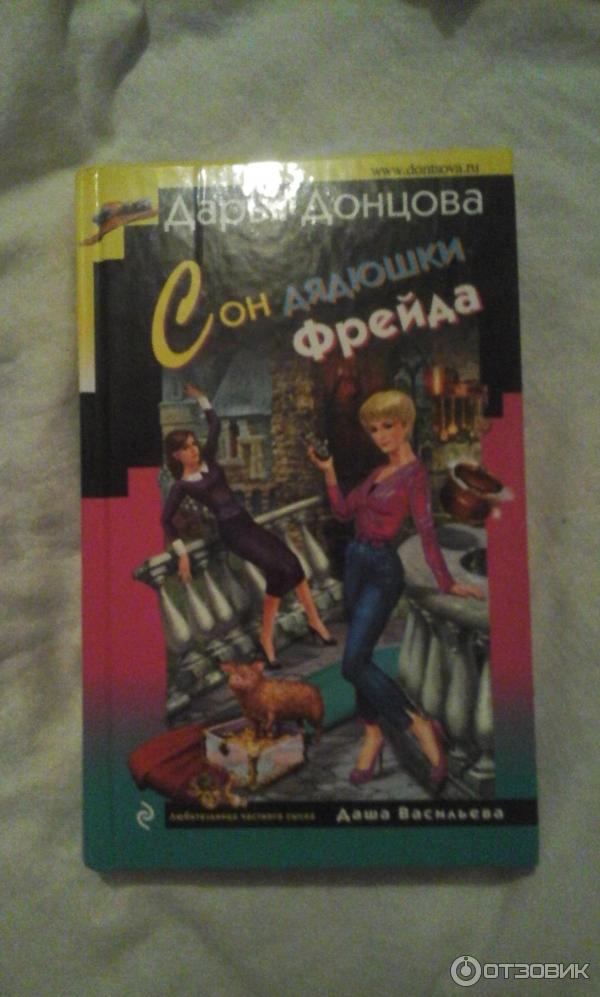 www.dontsova.ru
Дарья Донцова
Сон дядюшки
Фрейда
Любительница частного сыска Даша Васильева
ОТЗОВИК